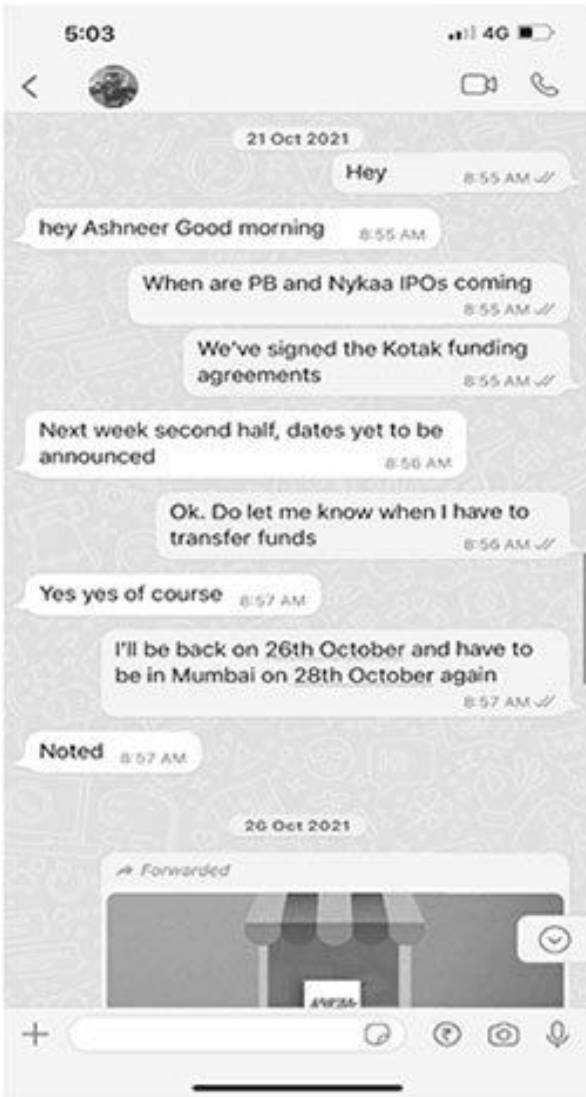 5:03
4G
21 Oct 2021
Hey
8:55 AM
hey Ashneer Good morning
8:55 AM
When are PB and Nykaa IPOs coming
8:55 AM
We've signed the Kotak funding
agreements
8:55 AM
Next week second half, dates yet to be
announced
8:56 AM
Ok. Do let me know when I have to
transfer funds
8:56 AM
Yes yes of course
8:57 AM
I'll be back on 26th October and have to
be in Mumbai on 28th October again
8:57 AM
Noted
8:57 AM
26 Oct 2021
Forwarded